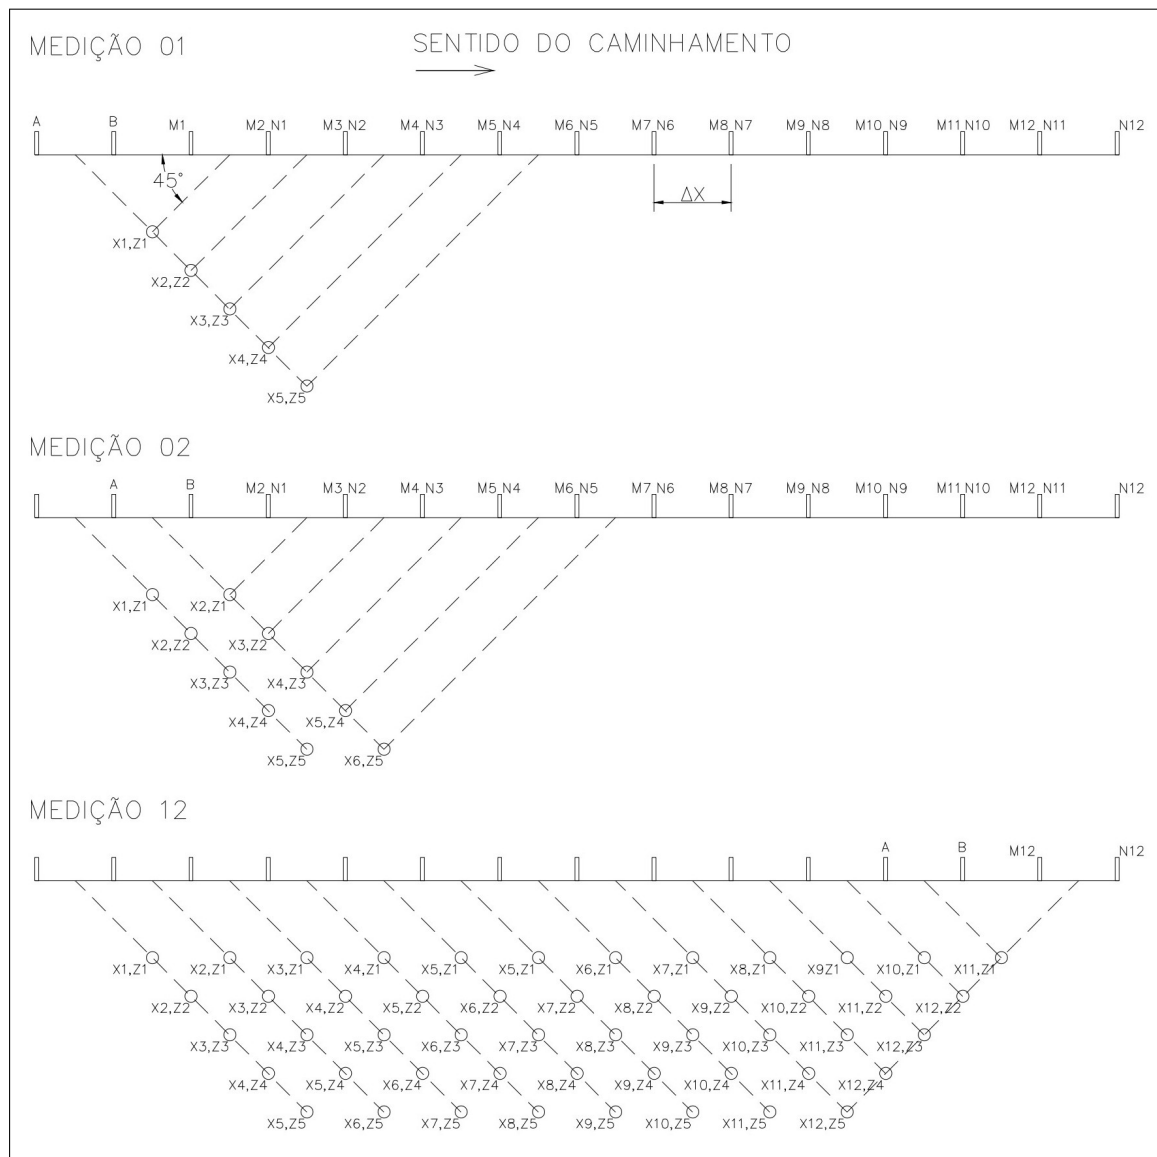 MEDIÇÃO 01 SENTIDO DO CAMINHAMENTO
A B M1 M2 N1 M3 N2 M4 N3 M5 N4 M6 N5 M7 N6 M8 N7 M9 N8 M10 N9 M11 N10 M12 N11 N12
45° ΔX
X1,Z1
X2,Z2
X3,Z3
X4,Z4
X5,Z5
MEDIÇÃO 02
A B M2 N1 M3 N2 M4 N3 M5 N4 M6 N5 M7 N6 M8 N7 M9 N8 M10 N9 M11 N10 M12 N11 N12
X1,Z1 X2,Z1
X2,Z2 X3,Z2
X3,Z3 X4,Z3
X4,Z4 X5,Z4
X5,Z5 X6,Z5
MEDIÇÃO 12
A B M12 N12
X1,Z1 X2,Z1 X3,Z1 X4,Z1 X5,Z1 X5,Z1 X6,Z1 X7,Z1 X8,Z1 X9Z1 X10,Z1 X11,Z1
X2,Z2 X3,Z2 X4,Z2 X5,Z2 X6,Z2 X7,Z2 X8,Z2 X9,Z2 X10,Z2 X11,Z2 X12,Z2
X3,Z3 X4,Z3 X5,Z3 X6,Z3 X7,Z3 X8,Z3 X9,Z3 X10,Z3 X11,Z3 X12,Z3
X4,Z4 X5,Z4 X6,Z4 X7,Z4 X8,Z4 X9,Z4 X10,Z4 X11,Z4 X12,Z4
X5,Z5 X6,Z5 X7,Z5 X8,Z5 X9,Z5 X10,Z5 X11,Z5 X12,Z5